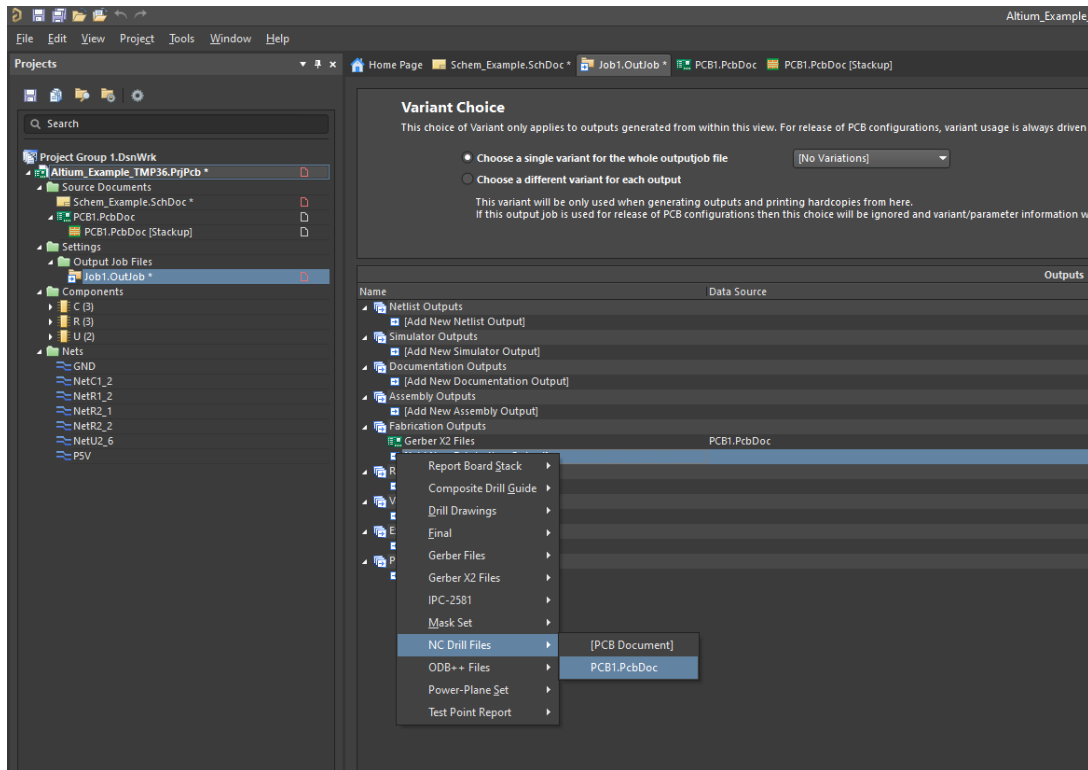 Altium_Example_
File Edit View Project Tools Window Help
Projects
Home Page Schem_Example.SchDoc * Job1.OutJob * PCB1.PcbDoc PCB1.PcbDoc [Stackup]
Search
Project Group 1.DsnWrk
Altium_Example_TMP36.PrjPcb *
Source Documents
Schem_Example.SchDoc *
PCB1.PcbDoc
PCB1.PcbDoc [Stackup]
Settings
Output Job Files
Job1.OutJob *
Components
C (3)
R (3)
U (2)
Nets
GND
NetC1_2
NetR1_2
NetR2_1
NetR2_2
NetU2_6
P5V
Variant Choice
This choice of Variant only applies to outputs generated from within this view. For release of PCB configurations, variant usage is always driven
Choose a single variant for the whole outputjob file [No Variations]
Choose a different variant for each output
This variant will be only used when generating outputs and printing hardcopies from here.
If this output job is used for release of PCB configurations then this choice will be ignored and variant/parameter information w
Outputs
Name Data Source
Netlist Outputs
[Add New Netlist Output]
Simulator Outputs
[Add New Simulator Output]
Documentation Outputs
[Add New Documentation Output]
Assembly Outputs
[Add New Assembly Output]
Fabrication Outputs
Gerber X2 Files PCB1.PcbDoc
R
V
E
P
Report Board Stack
Composite Drill Guide
Drill Drawings
Final
Gerber Files
Gerber X2 Files
IPC-2581
Mask Set
NC Drill Files
ODB++ Files
Power-Plane Set
Test Point Report
[PCB Document]
PCB1.PcbDoc